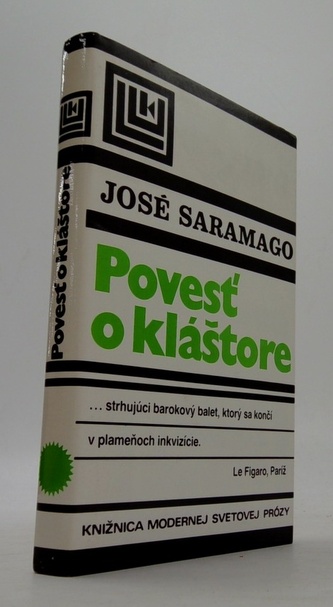 JOSÉ SARAMAGO
Povesť
o kláštore
... strhujúci barokový balet, ktorý sa končí
v plameňoch inkvizície.
Le Figaro, Paríž
KNIŽNICA MODERNEJ SVETOVEJ PRÓZY
Povesť o kláštore